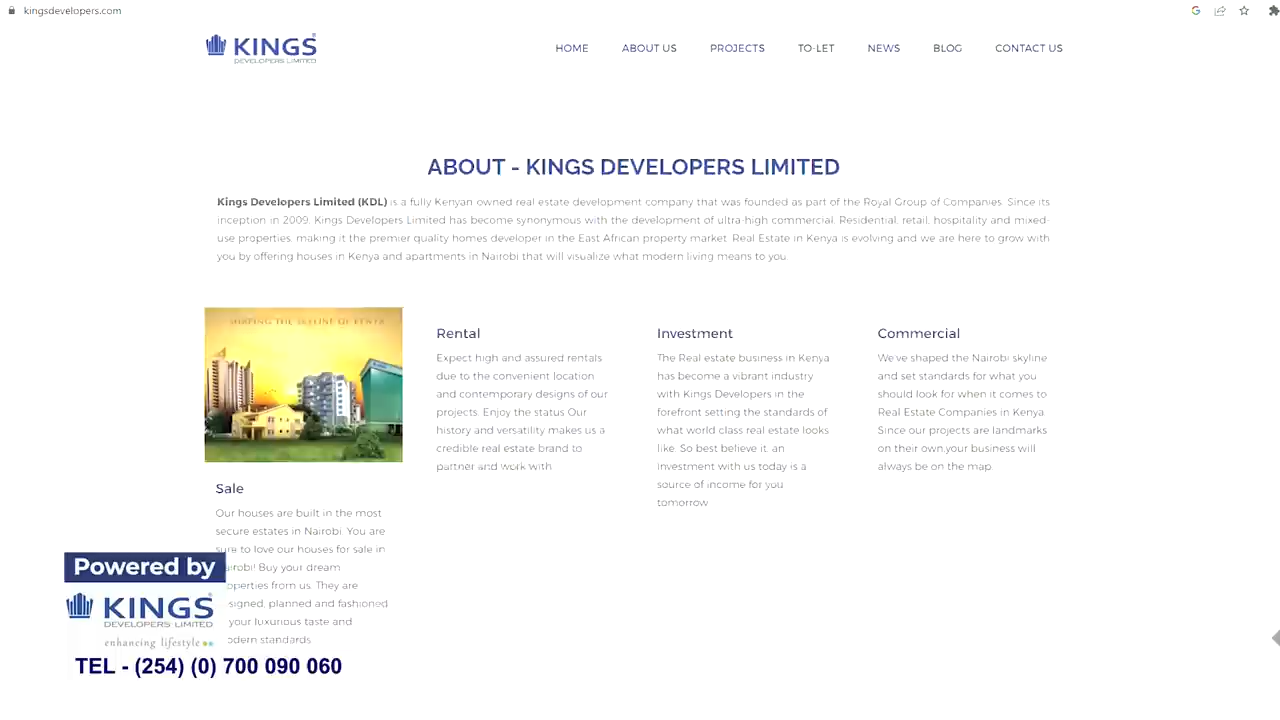 kingsdevelopers.com
KINGS
DEVELOPERS LIMITED
HOME ABOUT US PROJECTS TO-LET NEWS BLOG CONTACT US
ABOUT - KINGS DEVELOPERS LIMITED
Kings Developers Limited (KDL) is a fully Kenyan owned real estate development company that was founded as part of the Royal Group of Companies. Since its
inception in 2009, Kings Developers Limited has become synonymous with the development of ultra-high commercial, Residential, retail, hospitality and mixed-
use properties, making it the premier quality homes developer in the East African property market. Real Estate in Kenya is evolving and we are here to grow with
you by offering houses in Kenya and apartments in Nairobi that will visualize what modern living means to you.
SHAPING THE SKYLINE OF KENYA
Sale
Our houses are built in the most
secure estates in Nairobi. You are
sure to love our houses for sale in
irobi! Buy your dream
operties from us. They are
signed, planned and fashioned
your luxurious taste and
odern standards.
Rental
Expect high and assured rentals
due to the convenient location
and contemporary designs of our
projects. Enjoy the status Our
history and versatility makes us a
credible real estate brand to
partner and work with.
Investment
The Real estate business in Kenya
has become a vibrant industry
with Kings Developers in the
forefront setting the standards of
what world class real estate looks
like. So best believe it, an
investment with us today is a
source of income for you
tomorrow
Commercial
We've shaped the Nairobi skyline
and set standards for what you
should look for when it comes to
Real Estate Companies in Kenya.
Since our projects are landmarks
on their own,your business will
always be on the map.
Powered by
KINGS
DEVELOPERS LIMITED
enhancing lifestyle
TEL - (254) (0) 700 090 060